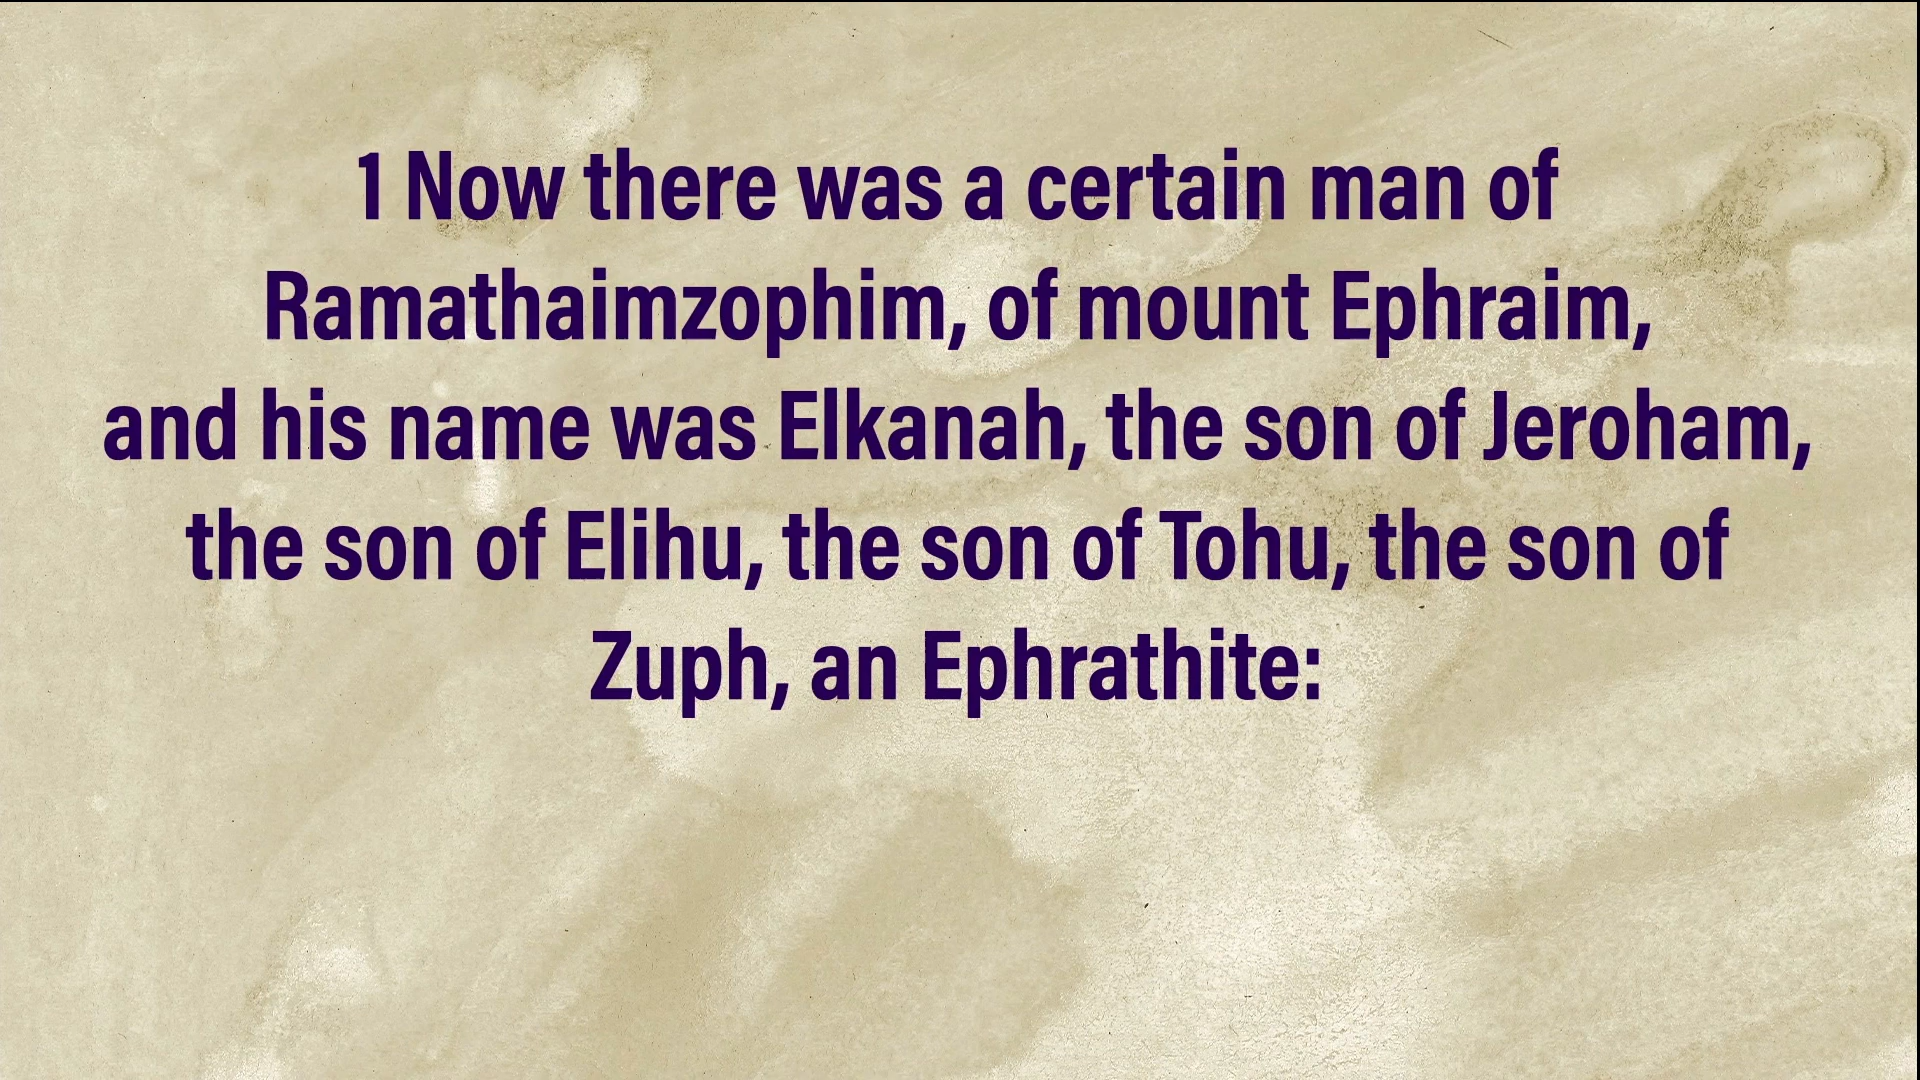 1 Now there was a certain man of
Ramathaimzophim, of mount Ephraim,
and his name was Elkanah, the son of Jeroham,
the son of Elihu, the son of Tohu, the son of
Zuph, an Ephrathite: